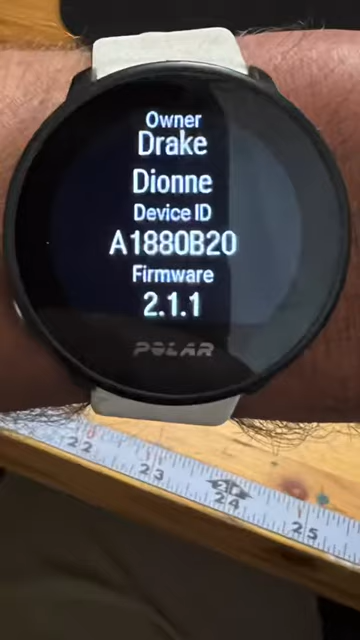 Owner
Drake
Dionne
Device ID
A1880B20
Firmware
2.1.1
POLAR
22 23 24 25